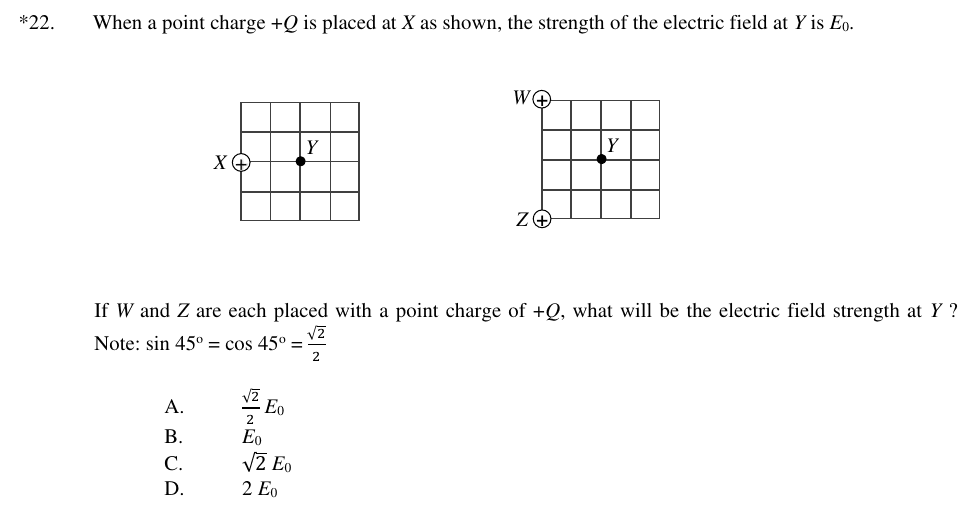 *22. When a point charge +Q is placed at X as shown, the strength of the electric field at Y is E₀.
W +
Y
X +
Y
Z +
If W and Z are each placed with a point charge of +Q, what will be the electric field strength at Y ?
Note: sin 45° = cos 45° = √2/2
A. √2/2 E₀
B. E₀
C. √2 E₀
D. 2 E₀